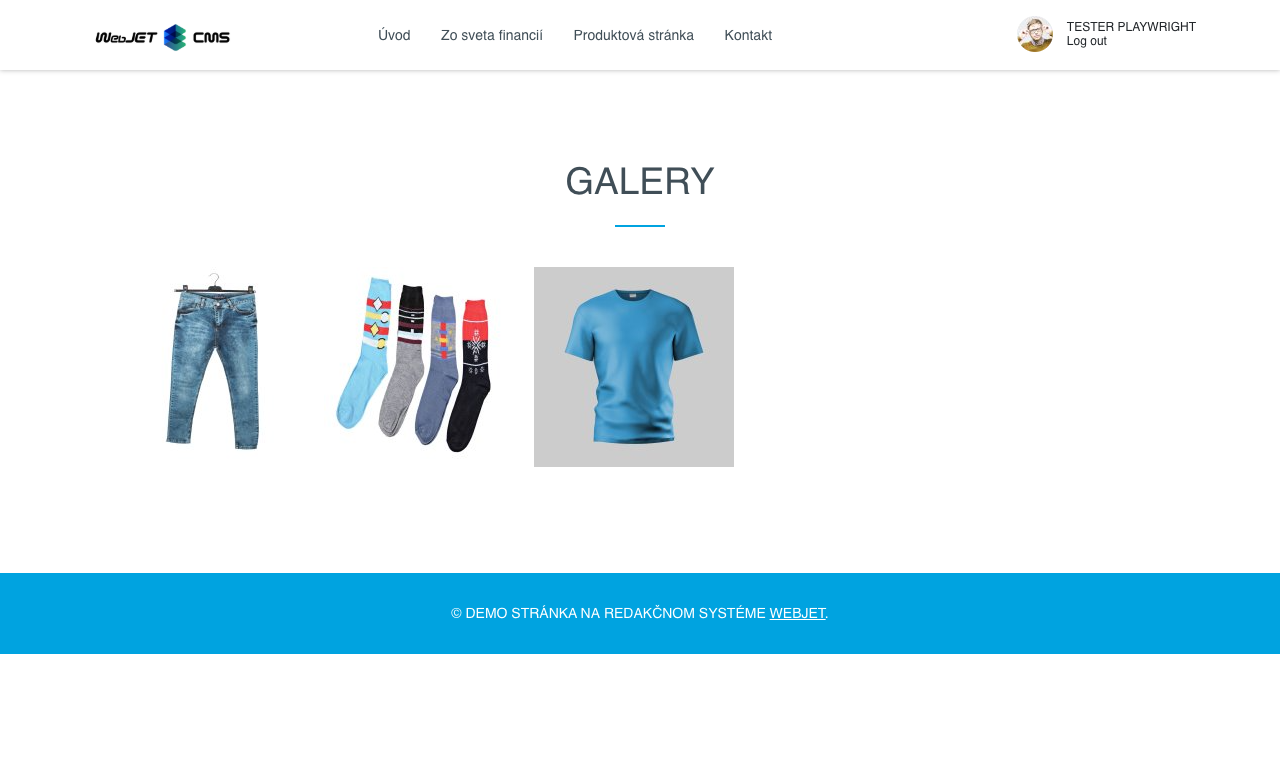 WebJET CMS
Úvod
Zo sveta financií
Produktová stránka
Kontakt
TESTER PLAYWRIGHT
Log out
GALERY
© DEMO STRÁNKA NA REDAKČNOM SYSTÉME WEBJET.